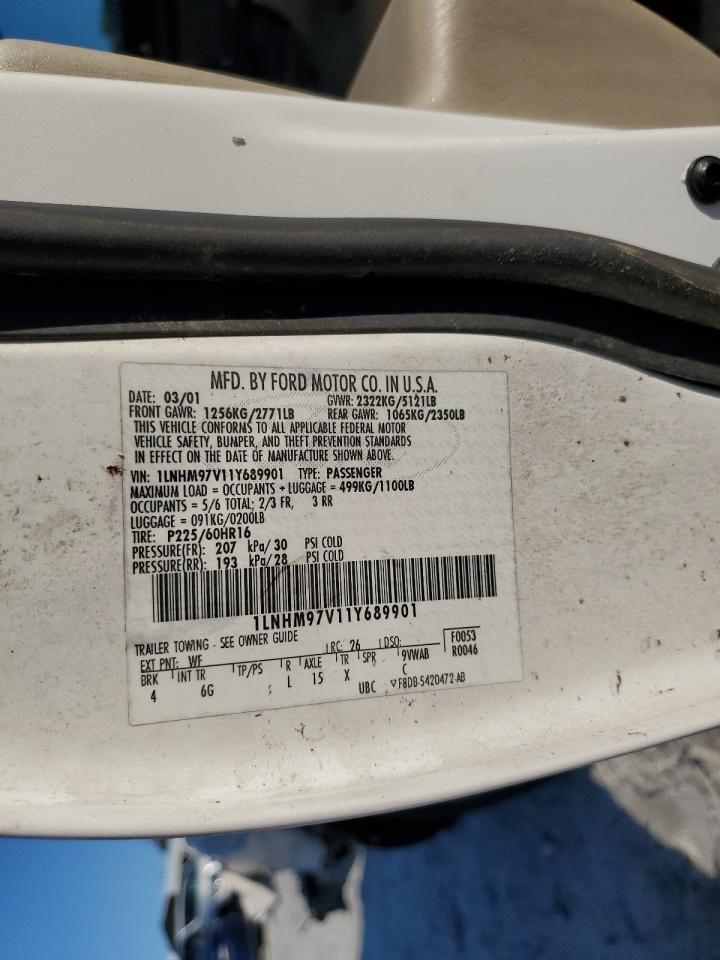 MFD. BY FORD MOTOR CO. IN U.S.A.
DATE: 03/01 GVWR: 2322KG/5121LB
FRONT GAWR: 1256KG/2771LB REAR GAWR: 1065KG/2350LB
THIS VEHICLE CONFORMS TO ALL APPLICABLE FEDERAL MOTOR
VEHICLE SAFETY, BUMPER, AND THEFT PREVENTION STANDARDS
IN EFFECT ON THE DATE OF MANUFACTURE SHOWN ABOVE.
VIN: 1LNHM97V11Y689901 TYPE: PASSENGER
MAXIMUM LOAD = OCCUPANTS + LUGGAGE = 499KG/1100LB
OCCUPANTS = 5/6 TOTAL; 2/3 FR, 3 RR
LUGGAGE = 091KG/0200LB
TIRE: P225/60HR16
PRESSURE(FR): 207 kPa/30 PSI COLD
PRESSURE(RR): 193 kPa/28 PSI COLD
1LNHM97V11Y689901
TRAILER TOWING - SEE OWNER GUIDE
EXT PNT: WF RC: 26 DSO: F0053
BRK INT TR TP/PS R AXLE TR SPR 9VWAB R0046
4 6G L 15 X C
UBC ▽F8DB-5420472-AB